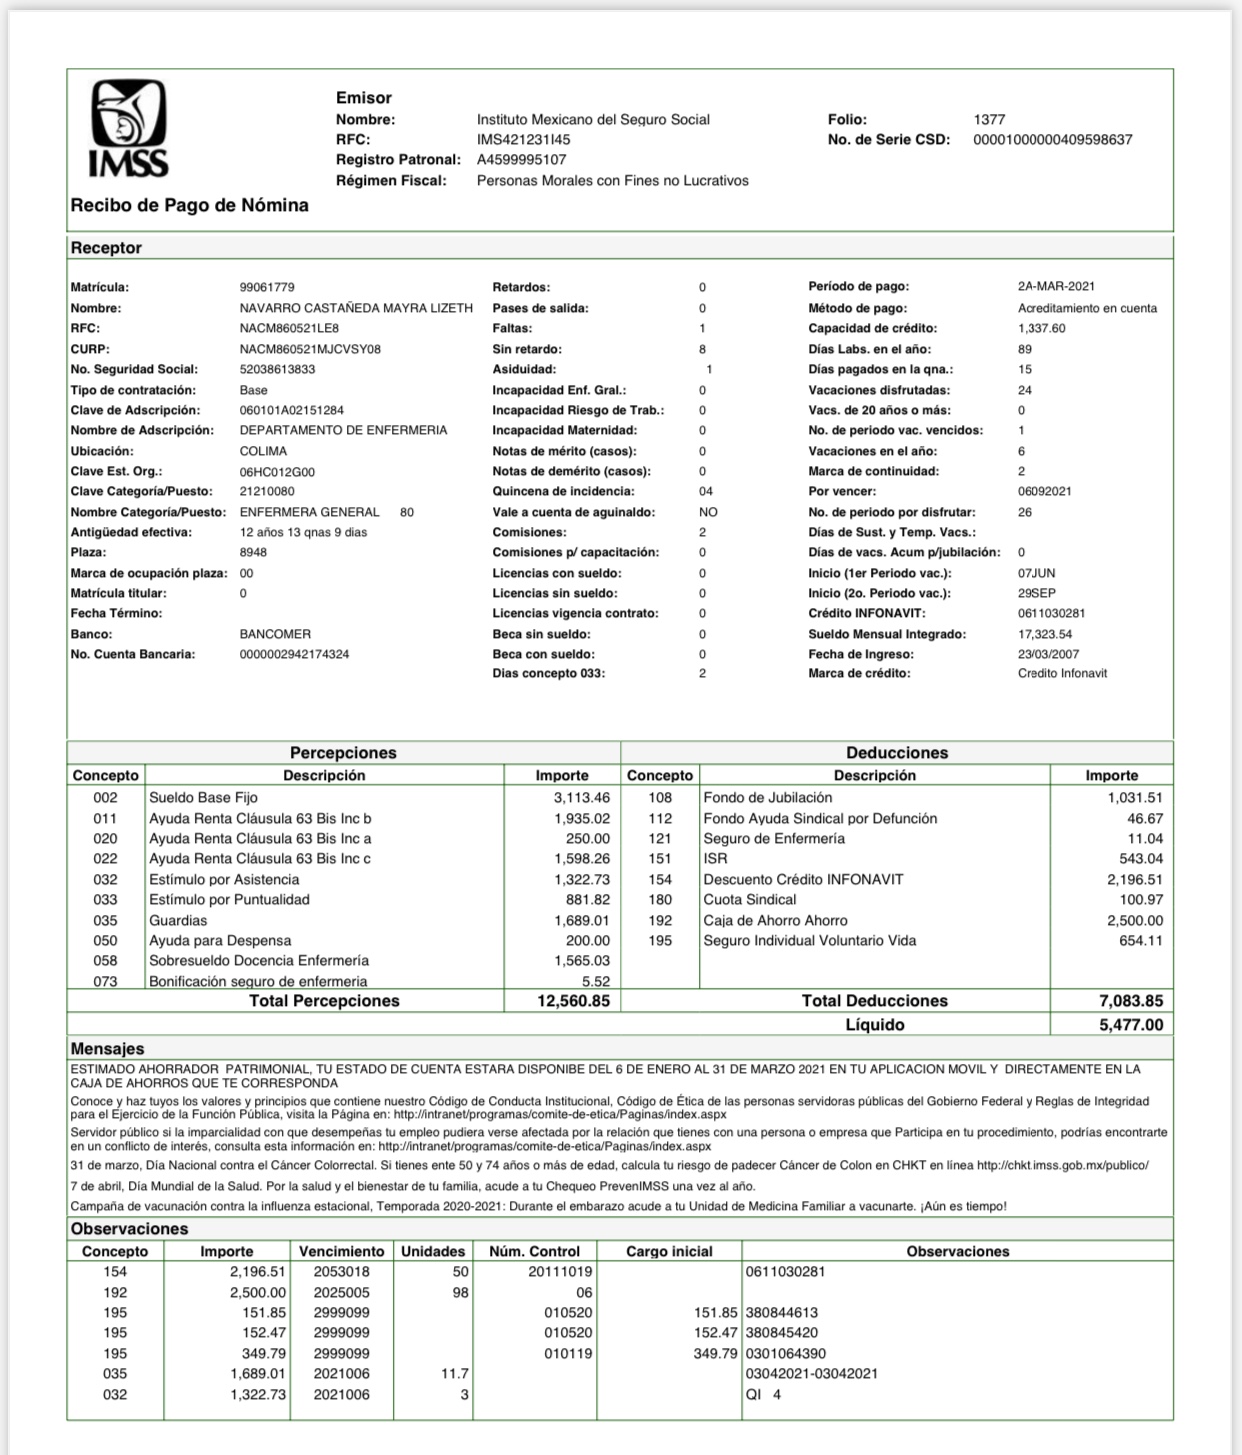 IMSS
Emisor
Nombre: Instituto Mexicano del Seguro Social Folio: 1377
RFC: IMS421231I45 No. de Serie CSD: 00001000000409598637
Registro Patronal: A4599995107
Régimen Fiscal: Personas Morales con Fines no Lucrativos
Recibo de Pago de Nómina
Receptor
Matrícula: 99061779 Retardos: 0 Período de pago: 2A-MAR-2021
Nombre: NAVARRO CASTAÑEDA MAYRA LIZETH Pases de salida: 0 Método de pago: Acreditamiento en cuenta
RFC: NACM860521LE8 Faltas: 1 Capacidad de crédito: 1,337.60
CURP: NACM860521MJCVSY08 Sin retardo: 8 Días Labs. en el año: 89
No. Seguridad Social: 52038613833 Asiduidad: 1 Días pagados en la qna.: 15
Tipo de contratación: Base Incapacidad Enf. Gral.: 0 Vacaciones disfrutadas: 24
Clave de Adscripción: 060101A02151284 Incapacidad Riesgo de Trab.: 0 Vacs. de 20 años o más: 0
Nombre de Adscripción: DEPARTAMENTO DE ENFERMERIA Incapacidad Maternidad: 0 No. de periodo vac. vencidos: 1
Ubicación: COLIMA Notas de mérito (casos): 0 Vacaciones en el año: 6
Clave Est. Org.: 06HC012G00 Notas de demérito (casos): 0 Marca de continuidad: 2
Clave Categoría/Puesto: 21210080 Quincena de incidencia: 04 Por vencer: 06092021
Nombre Categoría/Puesto: ENFERMERA GENERAL 80 Vale a cuenta de aguinaldo: NO No. de periodo por disfrutar: 26
Antigüedad efectiva: 12 años 13 qnas 9 dias Comisiones: 2 Días de Sust. y Temp. Vacs.:
Plaza: 8948 Comisiones p/ capacitación: 0 Días de vacs. Acum p/jubilación: 0
Marca de ocupación plaza: 00 Licencias con sueldo: 0 Inicio (1er Periodo vac.): 07JUN
Matrícula titular: 0 Licencias sin sueldo: 0 Inicio (2o. Periodo vac.): 29SEP
Fecha Término: Licencias vigencia contrato: 0 Crédito INFONAVIT: 0611030281
Banco: BANCOMER Beca sin sueldo: 0 Sueldo Mensual Integrado: 17,323.54
No. Cuenta Bancaria: 0000002942174324 Beca con sueldo: 0 Fecha de Ingreso: 23/03/2007
Dias concepto 033: 2 Marca de crédito: Credito Infonavit
Percepciones Deducciones
Concepto Descripción Importe Concepto Descripción Importe
002 Sueldo Base Fijo 3,113.46 108 Fondo de Jubilación 1,031.51
011 Ayuda Renta Cláusula 63 Bis Inc b 1,935.02 112 Fondo Ayuda Sindical por Defunción 46.67
020 Ayuda Renta Cláusula 63 Bis Inc a 250.00 121 Seguro de Enfermería 11.04
022 Ayuda Renta Cláusula 63 Bis Inc c 1,598.26 151 ISR 543.04
032 Estímulo por Asistencia 1,322.73 154 Descuento Crédito INFONAVIT 2,196.51
033 Estímulo por Puntualidad 881.82 180 Cuota Sindical 100.97
035 Guardias 1,689.01 192 Caja de Ahorro Ahorro 2,500.00
050 Ayuda para Despensa 200.00 195 Seguro Individual Voluntario Vida 654.11
058 Sobresueldo Docencia Enfermería 1,565.03
073 Bonificación seguro de enfermeria 5.52
Total Percepciones 12,560.85 Total Deducciones 7,083.85
Líquido 5,477.00
Mensajes
ESTIMADO AHORRADOR PATRIMONIAL, TU ESTADO DE CUENTA ESTARA DISPONIBE DEL 6 DE ENERO AL 31 DE MARZO 2021 EN TU APLICACION MOVIL Y DIRECTAMENTE EN LA
CAJA DE AHORROS QUE TE CORRESPONDA
Conoce y haz tuyos los valores y principios que contiene nuestro Código de Conducta Institucional, Código de Ética de las personas servidoras públicas del Gobierno Federal y Reglas de Integridad
para el Ejercicio de la Función Pública, visita la Página en: http://intranet/programas/comite-de-etica/Paginas/index.aspx
Servidor público si la imparcialidad con que desempeñas tu empleo pudiera verse afectada por la relación que tienes con una persona o empresa que Participa en tu procedimiento, podrías encontrarte
en un conflicto de interés, consulta esta información en: http://intranet/programas/comite-de-etica/Paginas/index.aspx
31 de marzo, Día Nacional contra el Cáncer Colorrectal. Si tienes ente 50 y 74 años o más de edad, calcula tu riesgo de padecer Cáncer de Colon en CHKT en línea http://chkt.imss.gob.mx/publico/
7 de abril, Día Mundial de la Salud. Por la salud y el bienestar de tu familia, acude a tu Chequeo PrevenIMSS una vez al año.
Campaña de vacunación contra la influenza estacional, Temporada 2020-2021: Durante el embarazo acude a tu Unidad de Medicina Familiar a vacunarte. ¡Aún es tiempo!
Observaciones
Concepto Importe Vencimiento Unidades Núm. Control Cargo inicial Observaciones
154 2,196.51 2053018 50 20111019 0611030281
192 2,500.00 2025005 98 06
195 151.85 2999099 010520 151.85 380844613
195 152.47 2999099 010520 152.47 380845420
195 349.79 2999099 010119 349.79 0301064390
035 1,689.01 2021006 11.7 03042021-03042021
032 1,322.73 2021006 3 QI 4